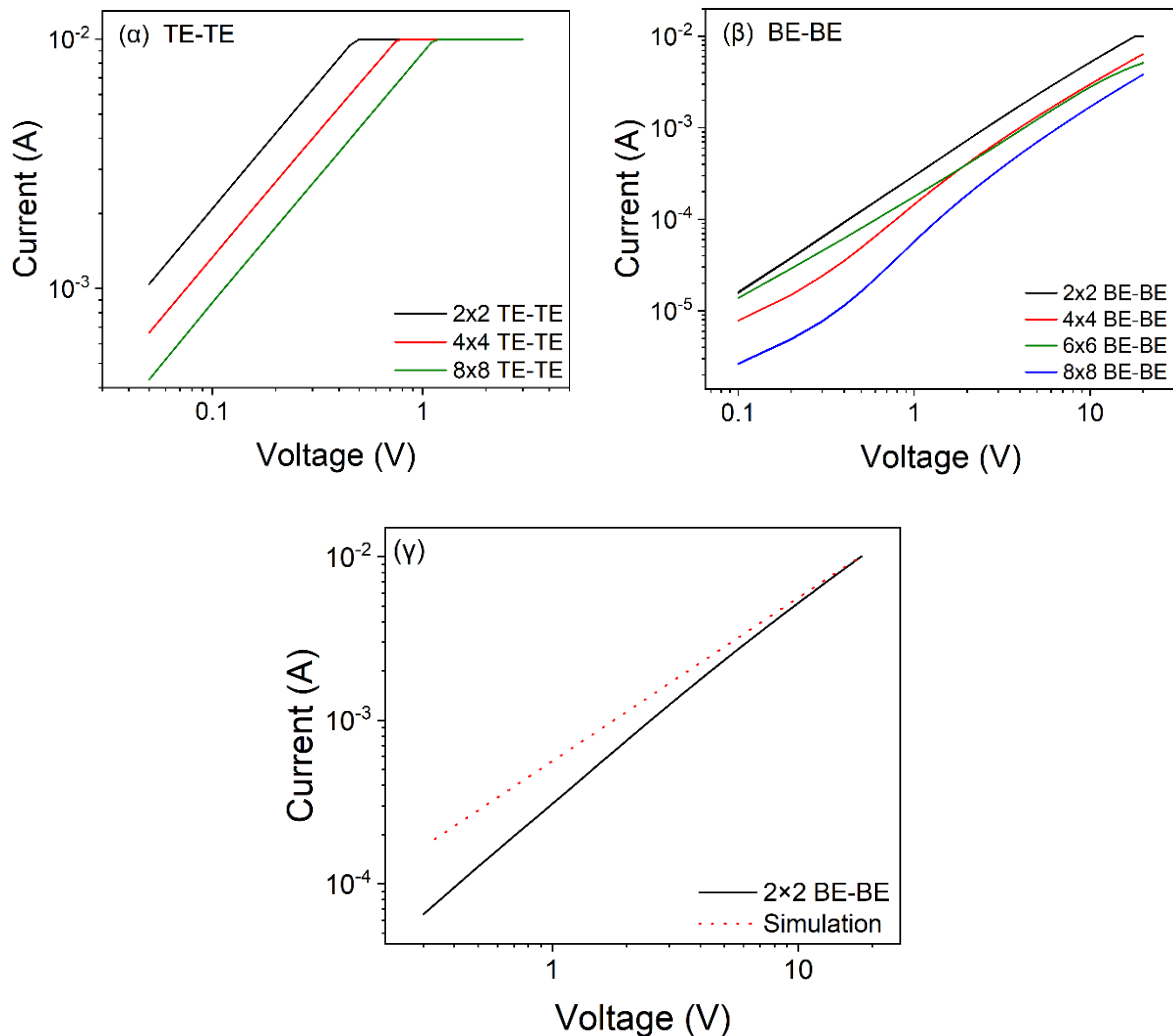 (α) TE-TE
10⁻²
10⁻³
Current (A)
0.1
1
Voltage (V)
2x2 TE-TE
4x4 TE-TE
8x8 TE-TE
(β) BE-BE
10⁻²
10⁻³
10⁻⁴
10⁻⁵
Current (A)
0.1
1
10
Voltage (V)
2x2 BE-BE
4x4 BE-BE
6x6 BE-BE
8x8 BE-BE
(γ)
10⁻²
10⁻³
10⁻⁴
Current (A)
1
10
Voltage (V)
2×2 BE-BE
Simulation